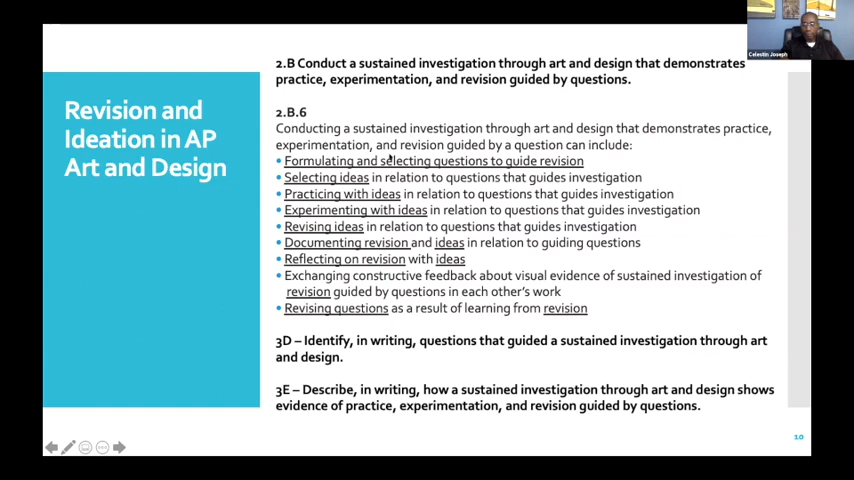 Celestin Joseph
Revision and
Ideation in AP
Art and Design
2.B Conduct a sustained investigation through art and design that demonstrates
practice, experimentation, and revision guided by questions.
2.B.6
Conducting a sustained investigation through art and design that demonstrates practice,
experimentation, and revision guided by a question can include:
• Formulating and selecting questions to guide revision
• Selecting ideas in relation to questions that guides investigation
• Practicing with ideas in relation to questions that guides investigation
• Experimenting with ideas in relation to questions that guides investigation
• Revising ideas in relation to questions that guides investigation
• Documenting revision and ideas in relation to guiding questions
• Reflecting on revision with ideas
• Exchanging constructive feedback about visual evidence of sustained investigation of
revision guided by questions in each other's work
• Revising questions as a result of learning from revision
3D – Identify, in writing, questions that guided a sustained investigation through art
and design.
3E – Describe, in writing, how a sustained investigation through art and design shows
evidence of practice, experimentation, and revision guided by questions.
10